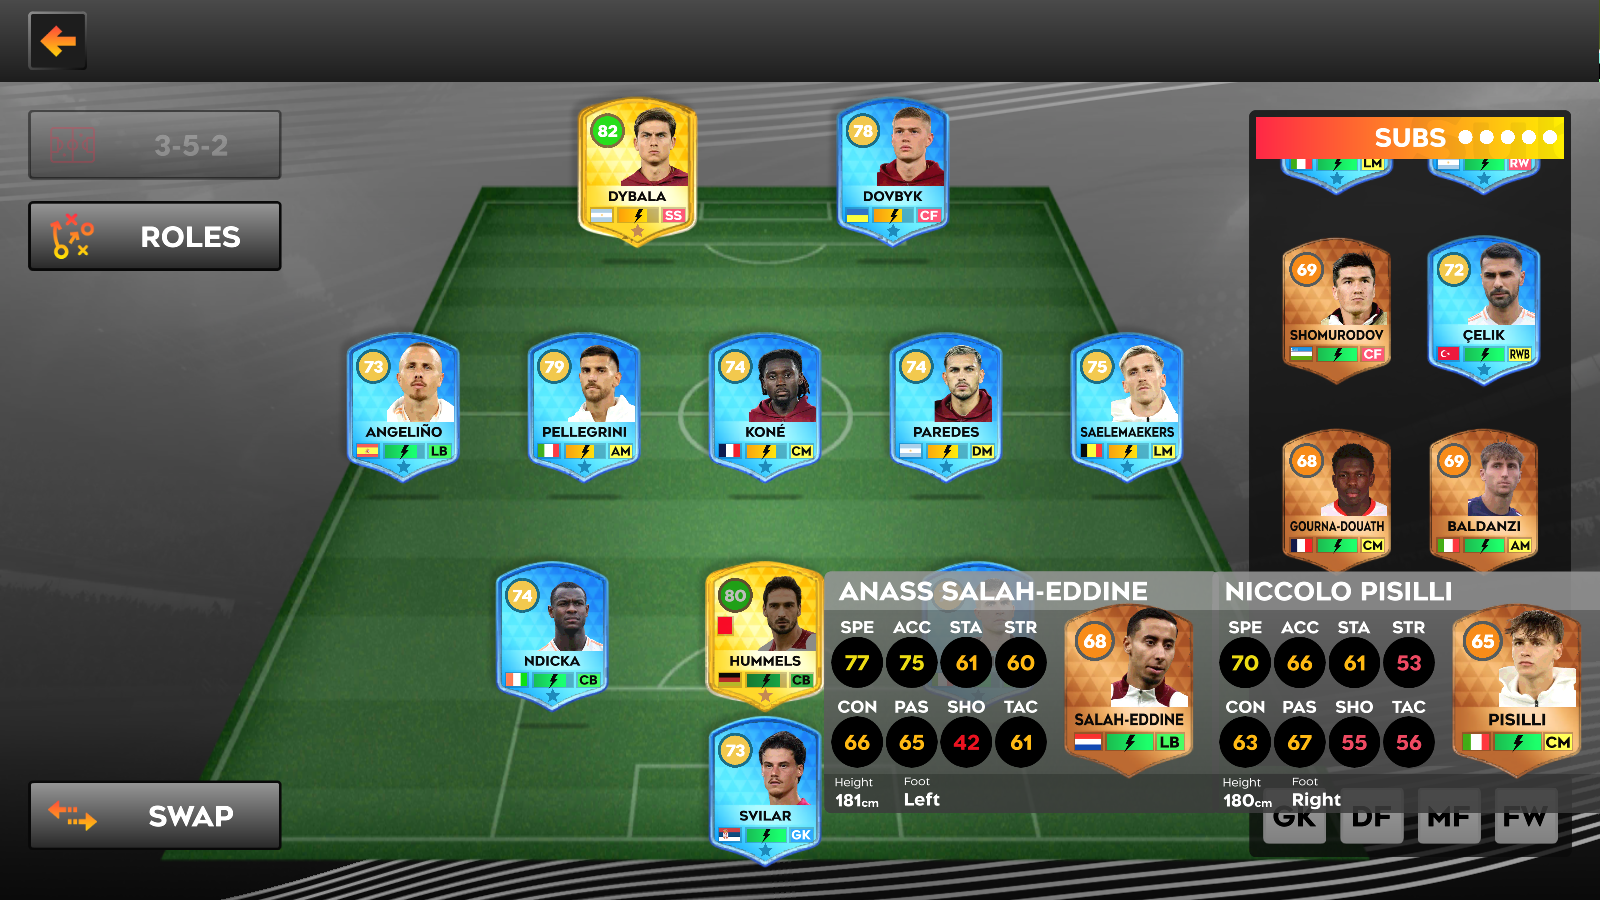 3-5-2
ROLES
SWAP
82
DYBALA
SS
78
DOVBYK
CF
73
ANGELIÑO
LB
79
PELLEGRINI
AM
74
KONÉ
CM
74
PAREDES
DM
75
SAELEMAEKERS
LM
74
NDICKA
CB
80
HUMMELS
CB
73
SVILAR
GK
SUBS
LM
RW
69
SHOMURODOV
CF
72
ÇELIK
RWB
68
GOURNA-DOUATH
CM
69
BALDANZI
AM
ANASS SALAH-EDDINE
SPE ACC STA STR
77 75 61 60
CON PAS SHO TAC
66 65 42 61
Height Foot
181cm Left
68
SALAH-EDDINE
LB
NICCOLO PISILLI
SPE ACC STA STR
70 66 61 53
CON PAS SHO TAC
63 67 55 56
Height Foot
180cm Right
65
PISILLI
CM
GK DF MF FW